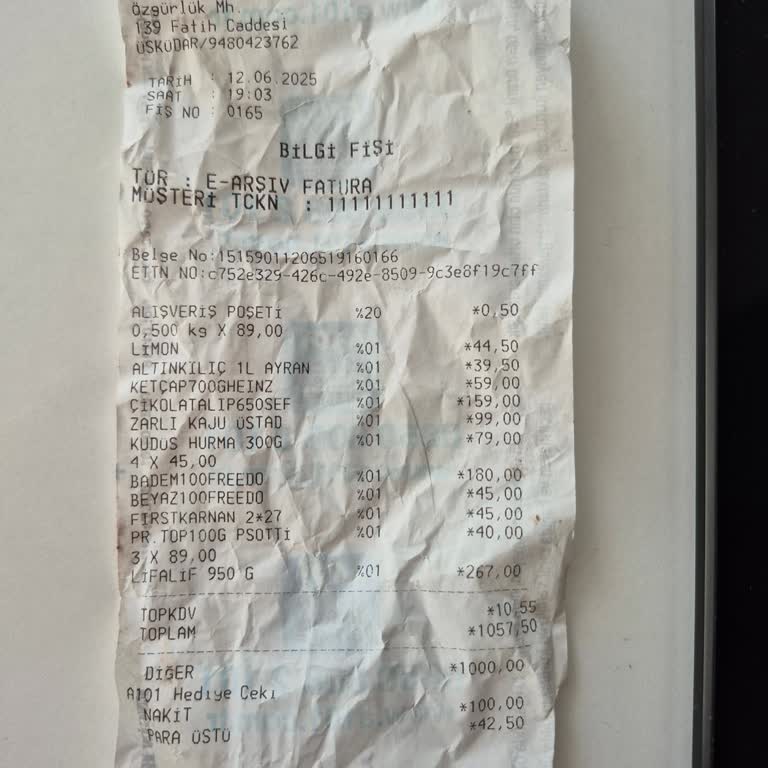 özgürlük Mh.
139 Fatih Caddesi
ÜSKÜDAR/9480423762
TARİH : 12.06.2025
SAAT : 19:03
FİŞ NO : 0165
BİLGİ FİŞİ
TÜR : E-ARŞİV FATURA
MÜŞTERİ TCKN : 11111111111
Belge No:15159011206519160166
ETTN NO:c752e329-426c-492e-8509-9c3e8f19c7ff
ALIŞVERİŞ POŞETİ %20 *0,50
0,500 kg X 89,00
LİMON %01 *44,50
ALTINKILIÇ 1L AYRAN %01 *39,50
KETÇAP700GHEINZ %01 *59,00
ÇİKOLATALIP650SEF %01 *159,00
ZARLI KAJU ÜSTAD %01 *99,00
KUDÜS HURMA 300G %01 *79,00
4 X 45,00
BADEM100FREEDO %01 *180,00
BEYAZ100FREEDO %01 *45,00
FIRSTKARNAN 2*27 %01 *45,00
PR.TOP100G PSOTTİ %01 *40,00
3 X 89,00
LİFALİF 950 G %01 *267,00
TOPKDV *10,55
TOPLAM *1057,50
DİĞER *1000,00
A101 Hediye Çeki
NAKİT *100,00
PARA ÜSTÜ *42,50